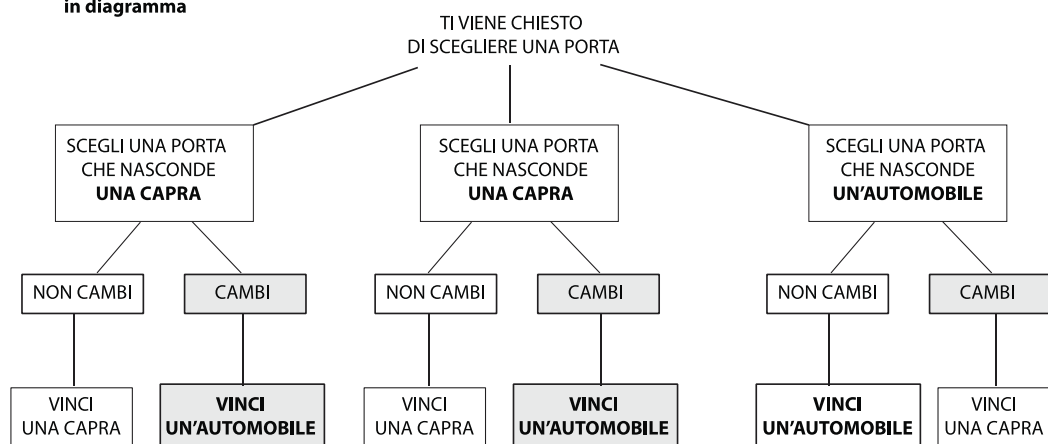 in diagramma
TI VIENE CHIESTO
DI SCEGLIERE UNA PORTA
SCEGLI UNA PORTA
CHE NASCONDE
UNA CAPRA
SCEGLI UNA PORTA
CHE NASCONDE
UNA CAPRA
SCEGLI UNA PORTA
CHE NASCONDE
UN'AUTOMOBILE
NON CAMBI
CAMBI
NON CAMBI
CAMBI
NON CAMBI
CAMBI
VINCI
UNA CAPRA
VINCI
UN'AUTOMOBILE
VINCI
UNA CAPRA
VINCI
UN'AUTOMOBILE
VINCI
UN'AUTOMOBILE
VINCI
UNA CAPRA